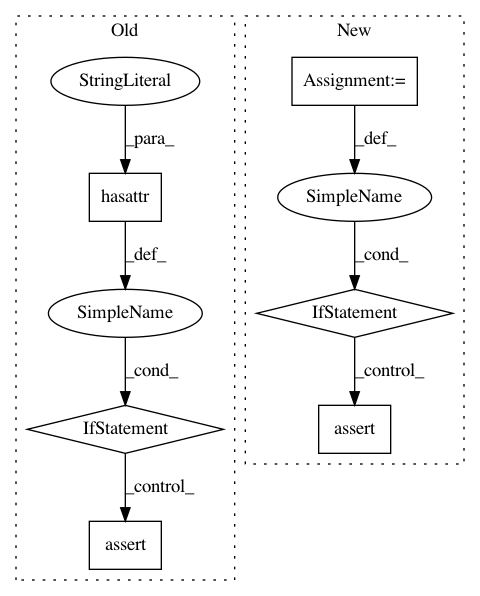 Old
StringLiteral
_para_
hasattr
_def_
SimpleName
_cond_
IfStatement
_control_
assert
New
Assignment:=
_def_
SimpleName
_cond_
IfStatement
_control_
assert